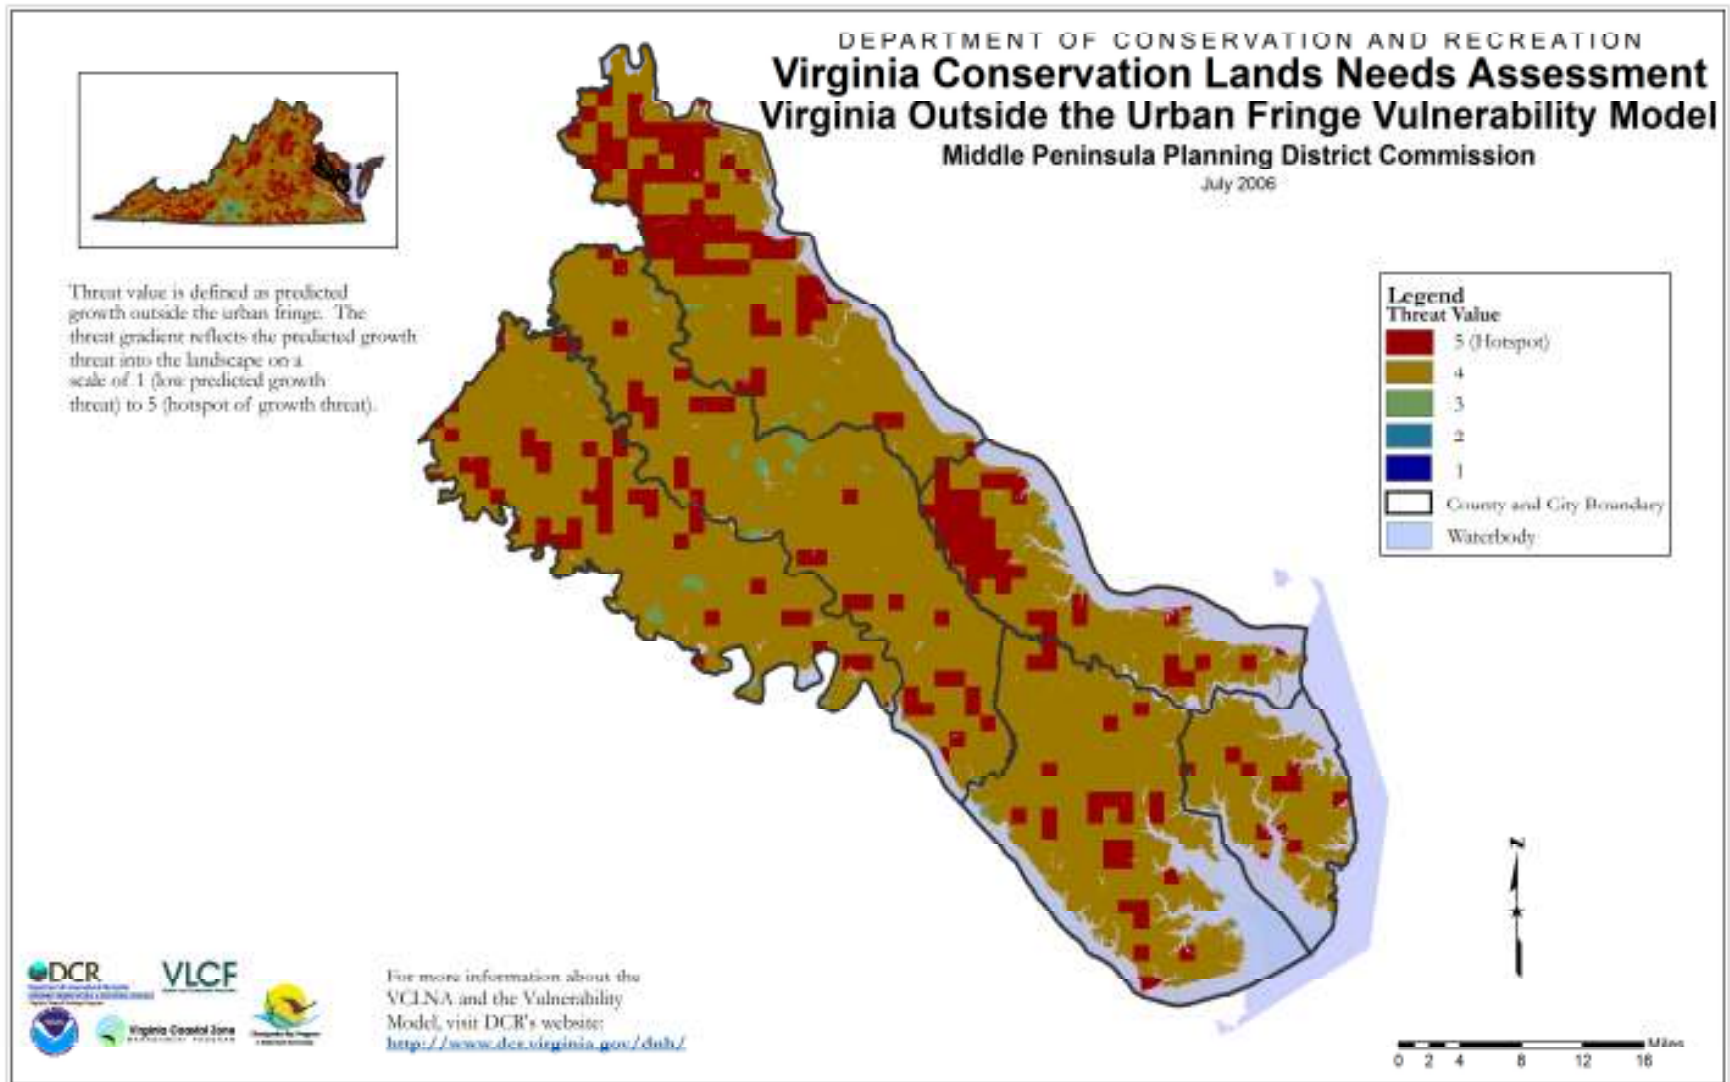 DEPARTMENT OF CONSERVATION AND RECREATION
Virginia Conservation Lands Needs Assessment
Virginia Outside the Urban Fringe Vulnerability Model
Middle Peninsula Planning District Commission
July 2006
Threat value is defined as predicted
growth outside the urban fringe. The
threat gradient reflects the predicted growth
threat into the landscape on a
scale of 1 (low predicted growth
threat) to 5 (hotspot of growth threat).
Legend
Threat Value
5 (Hotspot)
4
3
2
1
County and City Boundary
Waterbody
N
DCR
VLCF
Virginia Coastal Zone
MANAGEMENT PROGRAM
For more information about the
VCLNA and the Vulnerability
Model, visit DCR's website:
http://www.dcr.virginia.gov/dnh/
Miles
0 2 4 8 12 16